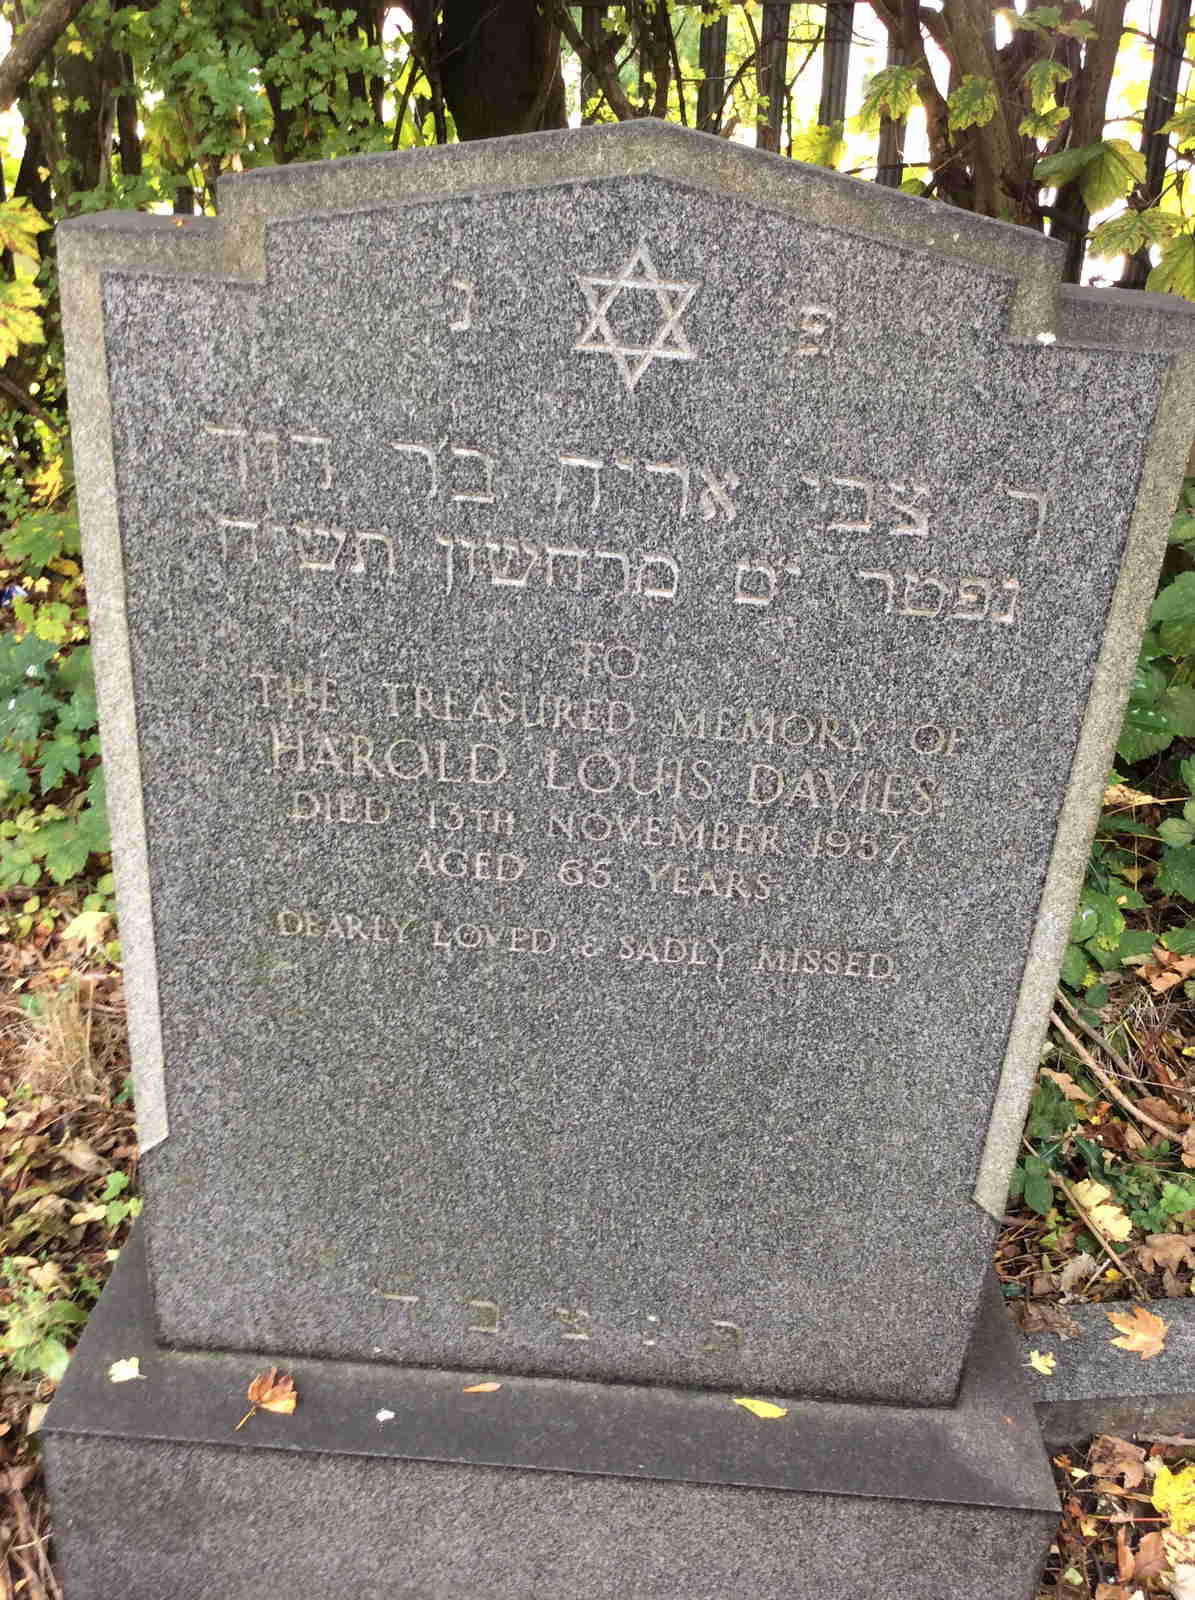 פ נ
ר צבי אריה ב'ר דוד
נפטר י'ט מרחשון תשי'ח
TO
THE TREASURED MEMORY OF
HAROLD LOUIS DAVIES.
DIED 13TH NOVEMBER 1957.
AGED 65 YEARS.
DEARLY LOVED & SADLY MISSED.
ת נ צ ב ה